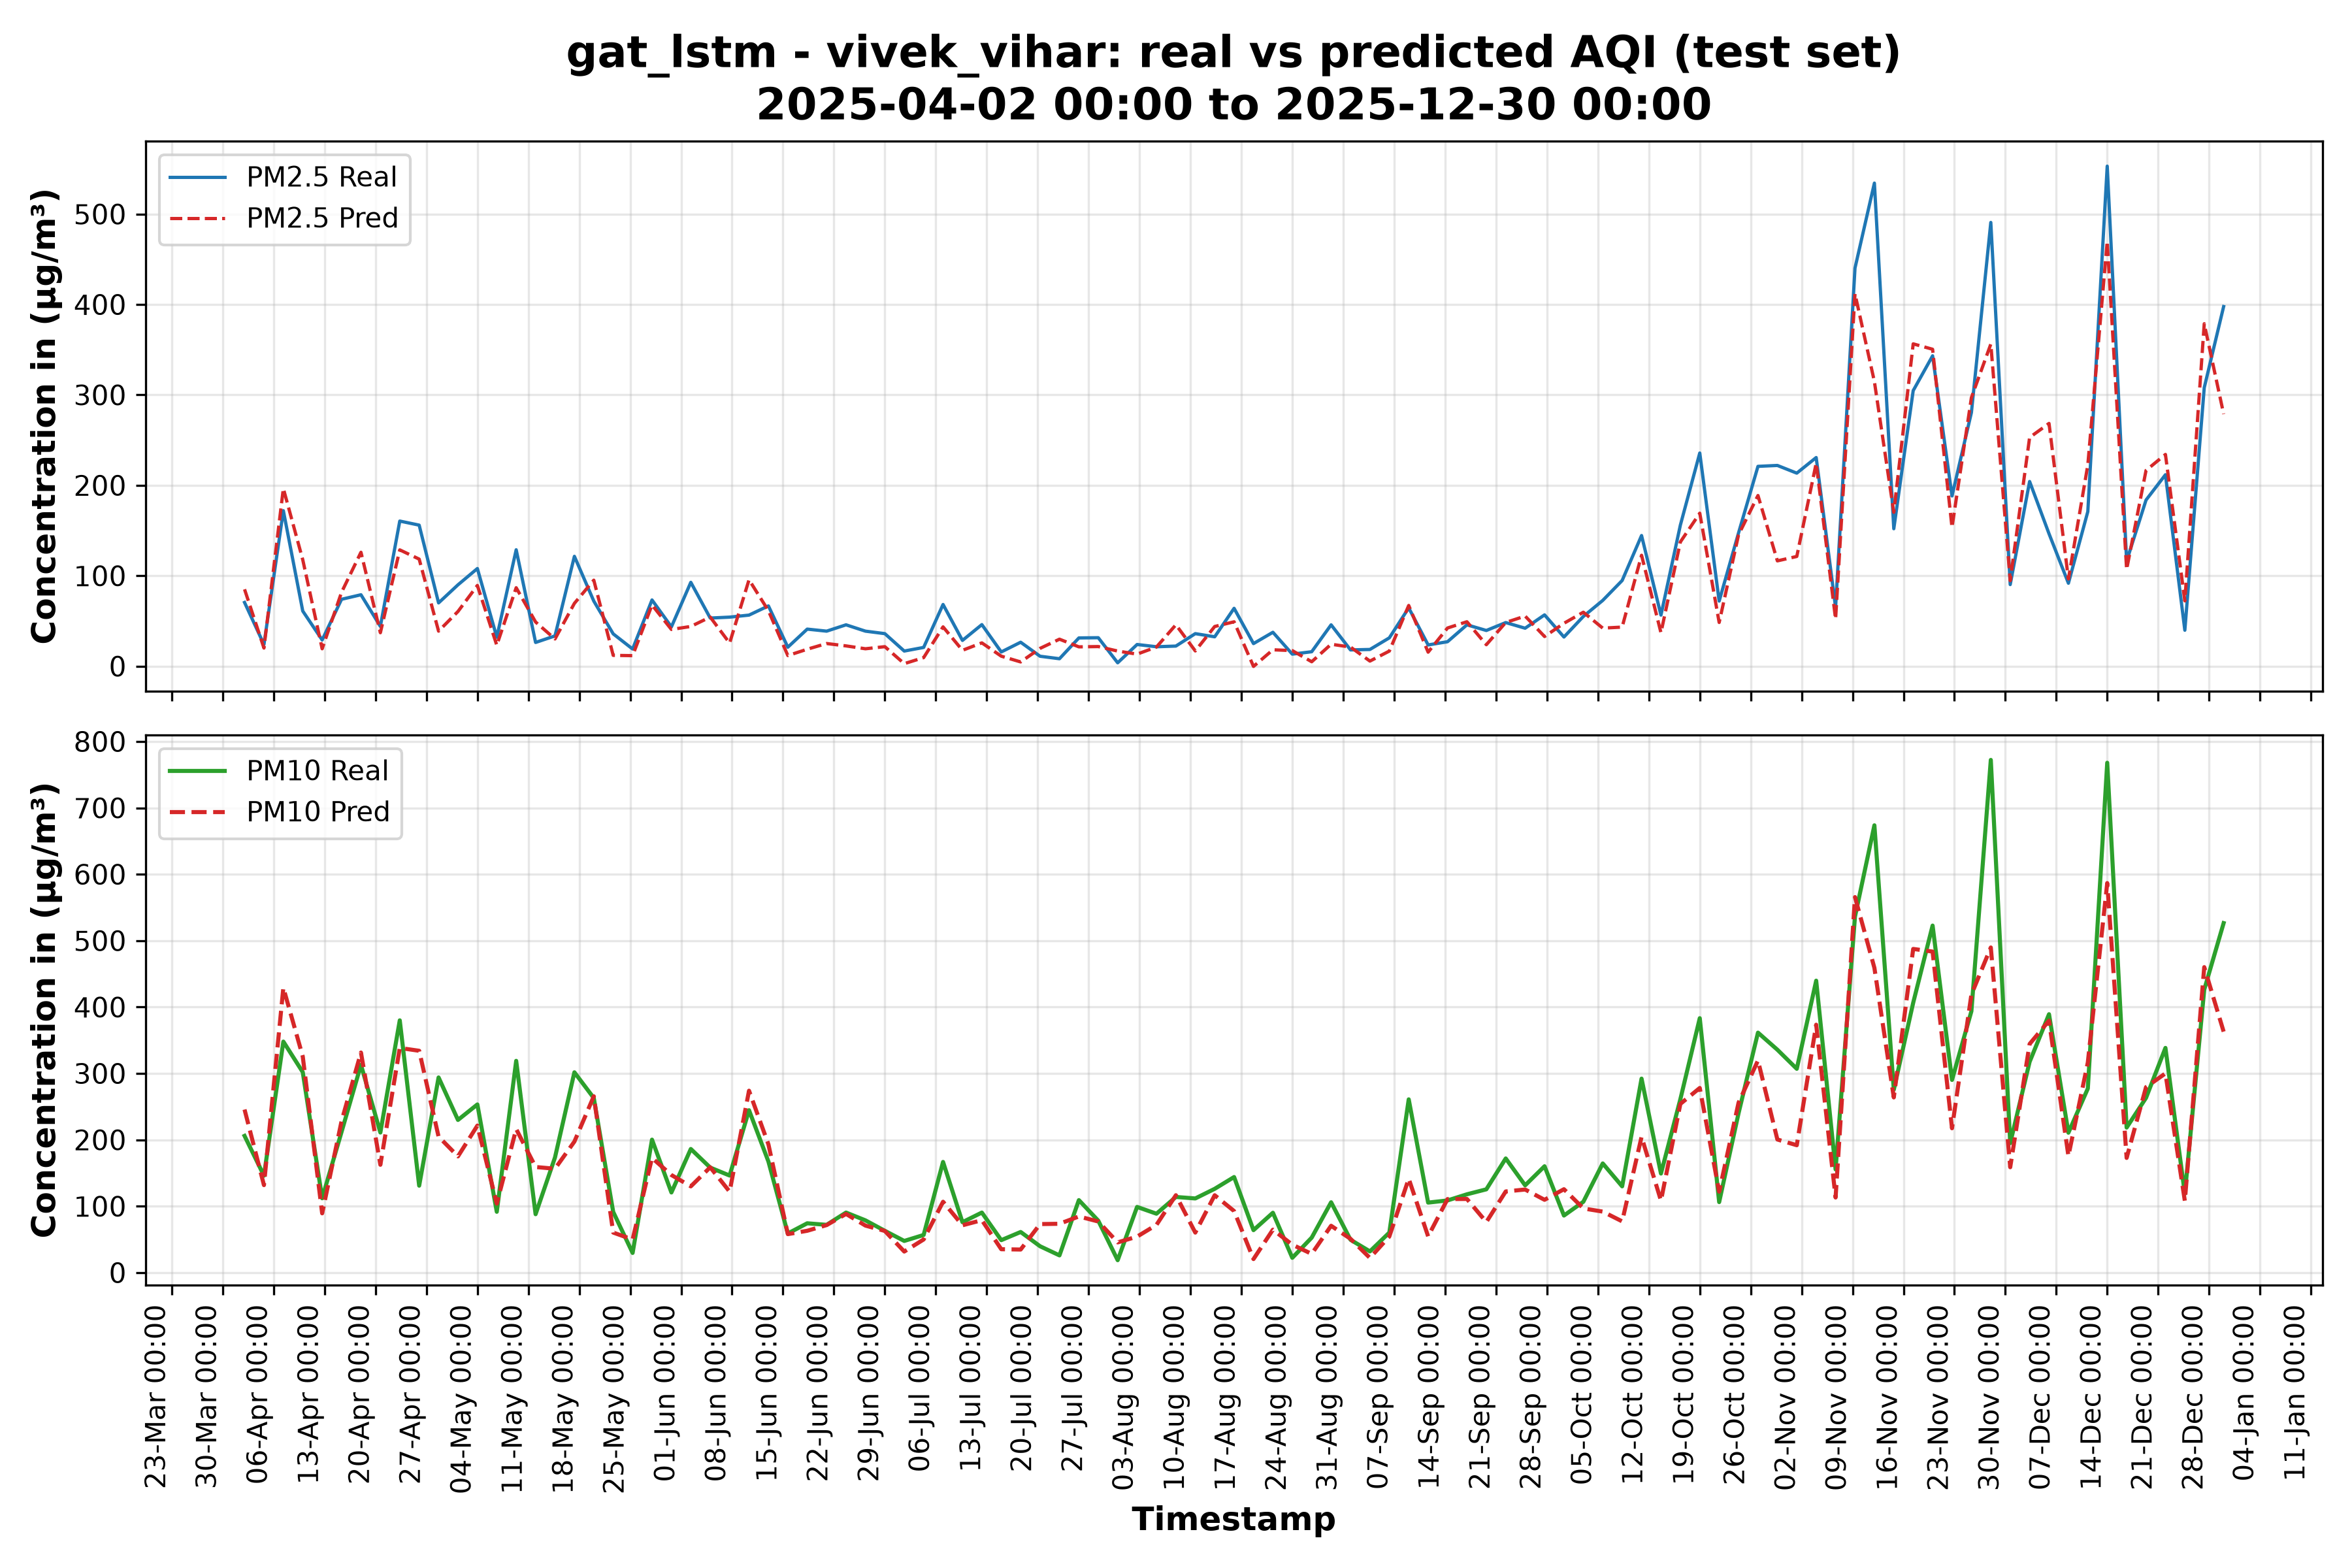 gat_lstm - vivek_vihar: real vs predicted AQI (test set)
2025-04-02 00:00 to 2025-12-30 00:00
Concentration in (µg/m³)
PM2.5 Real
PM2.5 Pred
500
400
300
200
100
0
Concentration in (µg/m³)
PM10 Real
PM10 Pred
800
700
600
500
400
300
200
100
0
23-Mar 00:00
30-Mar 00:00
06-Apr 00:00
13-Apr 00:00
20-Apr 00:00
27-Apr 00:00
04-May 00:00
11-May 00:00
18-May 00:00
25-May 00:00
01-Jun 00:00
08-Jun 00:00
15-Jun 00:00
22-Jun 00:00
29-Jun 00:00
06-Jul 00:00
13-Jul 00:00
20-Jul 00:00
27-Jul 00:00
03-Aug 00:00
10-Aug 00:00
17-Aug 00:00
24-Aug 00:00
31-Aug 00:00
07-Sep 00:00
14-Sep 00:00
21-Sep 00:00
28-Sep 00:00
05-Oct 00:00
12-Oct 00:00
19-Oct 00:00
26-Oct 00:00
02-Nov 00:00
09-Nov 00:00
16-Nov 00:00
23-Nov 00:00
30-Nov 00:00
07-Dec 00:00
14-Dec 00:00
21-Dec 00:00
28-Dec 00:00
04-Jan 00:00
11-Jan 00:00
Timestamp